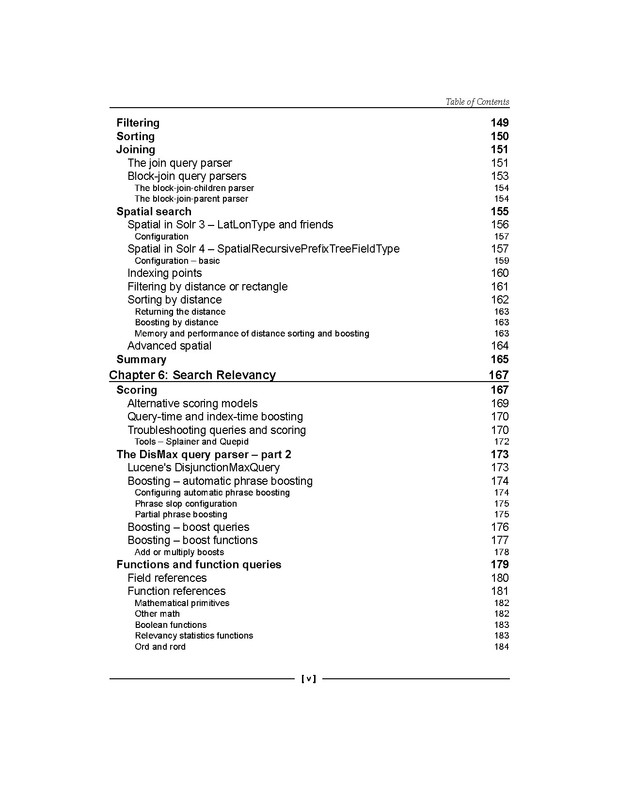 Table of Contents
Filtering 149
Sorting 150
Joining 151
The join query parser 151
Block-join query parsers 153
The block-join-children parser 154
The block-join-parent parser 154
Spatial search 155
Spatial in Solr 3 – LatLonType and friends 156
Configuration 157
Spatial in Solr 4 – SpatialRecursivePrefixTreeFieldType 157
Configuration – basic 159
Indexing points 160
Filtering by distance or rectangle 161
Sorting by distance 162
Returning the distance 163
Boosting by distance 163
Memory and performance of distance sorting and boosting 163
Advanced spatial 164
Summary 165
Chapter 6: Search Relevancy 167
Scoring 167
Alternative scoring models 169
Query-time and index-time boosting 170
Troubleshooting queries and scoring 170
Tools – Splainer and Quepid 172
The DisMax query parser – part 2 173
Lucene's DisjunctionMaxQuery 173
Boosting – automatic phrase boosting 174
Configuring automatic phrase boosting 174
Phrase slop configuration 175
Partial phrase boosting 175
Boosting – boost queries 176
Boosting – boost functions 177
Add or multiply boosts 178
Functions and function queries 179
Field references 180
Function references 181
Mathematical primitives 182
Other math 182
Boolean functions 183
Relevancy statistics functions 183
Ord and rord 184
[ v ]